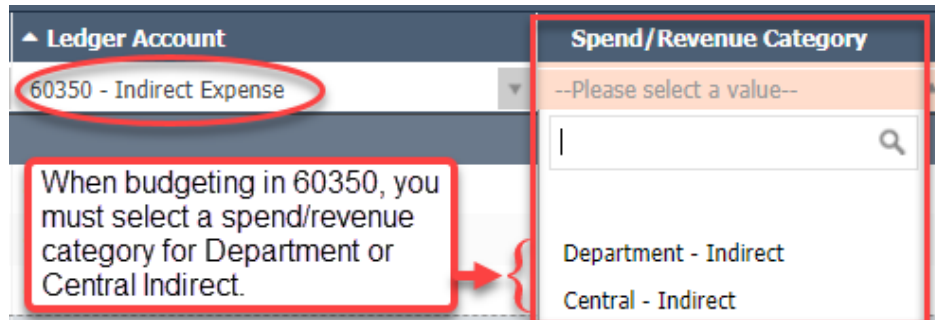 Ledger Account
Spend/Revenue Category
60350 - Indirect Expense
--Please select a value--
When budgeting in 60350, you
must select a spend/revenue
category for Department or
Central Indirect.
Department - Indirect
Central - Indirect